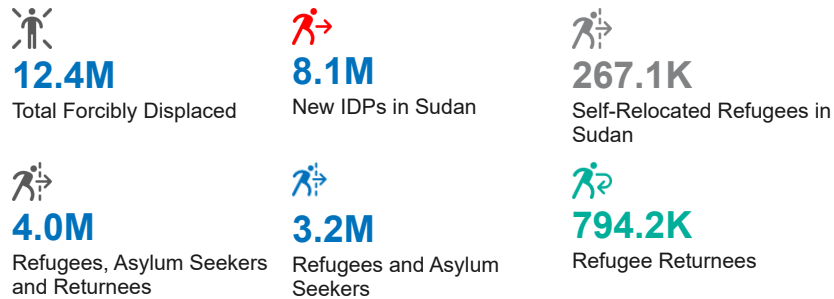 12.4M
Total Forcibly Displaced
8.1M
New IDPs in Sudan
267.1K
Self-Relocated Refugees in
Sudan
4.0M
Refugees, Asylum Seekers
and Returnees
3.2M
Refugees and Asylum
Seekers
794.2K
Refugee Returnees